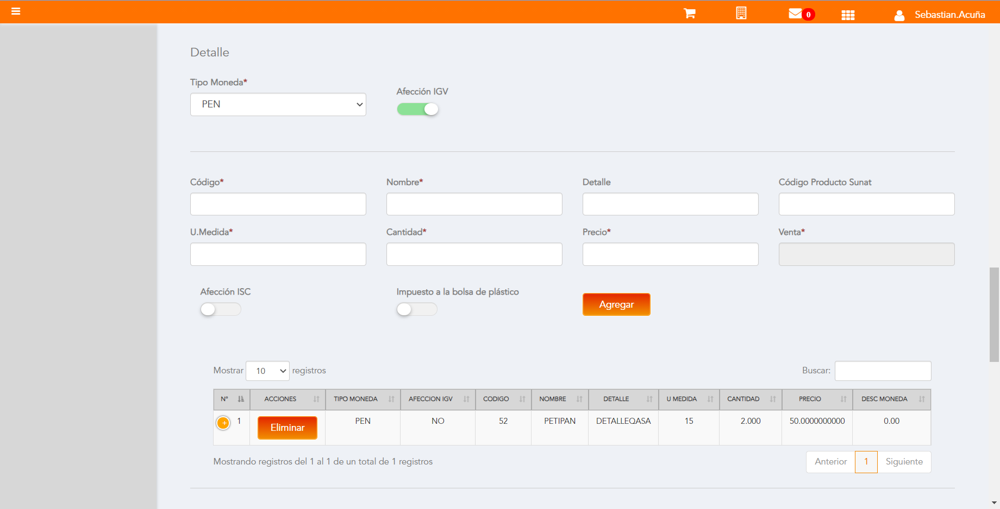 0 Sebastian.Acuña
Detalle
Tipo Moneda*
PEN
Afección IGV
Código* Nombre* Detalle Código Producto Sunat
U.Medida* Cantidad* Precio* Venta*
Afección ISC Impuesto a la bolsa de plástico
Agregar
Mostrar 10 registros Buscar:
N° ACCIONES TIPO MONEDA AFECCION IGV CODIGO NOMBRE DETALLE U MEDIDA CANTIDAD PRECIO DESC MONEDA
1 Eliminar PEN NO 52 PETIPAN DETALLEQASA 15 2.000 50.0000000000 0.00
Mostrando registros del 1 al 1 de un total de 1 registros Anterior 1 Siguiente